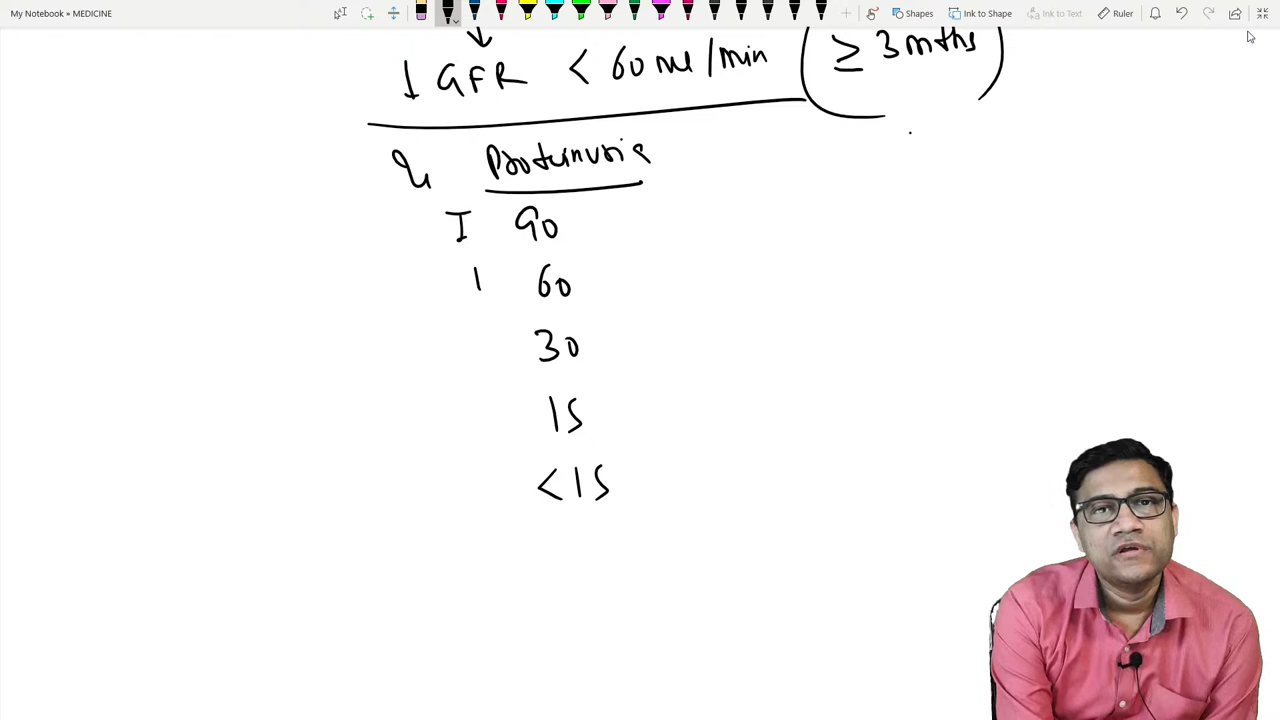 My Notebook » MEDICINE
Shapes Ink to Shape Ink to Text Ruler
↓ GFR < 60 ml/min (≥ 3 mths)
Proteinuria
I 90
I 60
30
15
<15